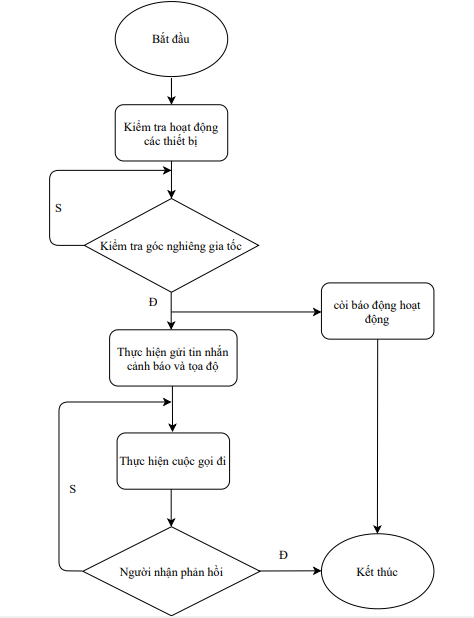 Bắt đầu
Kiểm tra hoạt động
các thiết bị
S
Kiểm tra góc nghiêng gia tốc
Đ
còi báo động hoạt
động
Thực hiện gửi tin nhắn
cảnh báo và tọa độ
Thực hiện cuộc gọi đi
S
Đ
Người nhận phản hồi
Kết thúc